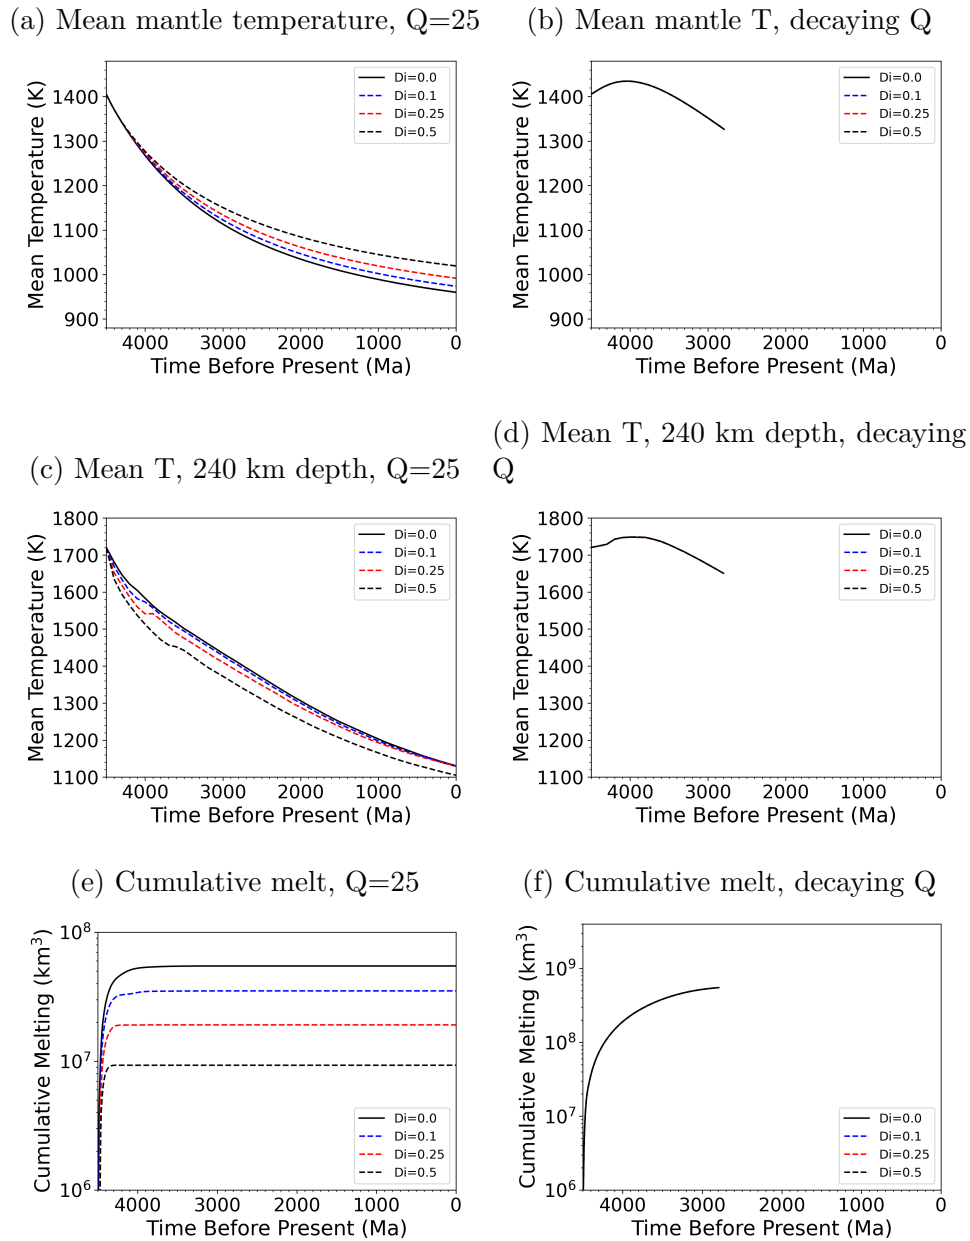 (a) Mean mantle temperature, Q=25
Mean Temperature (K)
1400
1300
1200
1100
1000
900
4000 3000 2000 1000 0
Time Before Present (Ma)
Di=0.0
Di=0.1
Di=0.25
Di=0.5
(b) Mean mantle T, decaying Q
Mean Temperature (K)
1400
1300
1200
1100
1000
900
4000 3000 2000 1000 0
Time Before Present (Ma)
Di=0.0
Di=0.1
Di=0.25
Di=0.5
(c) Mean T, 240 km depth, Q=25
Mean Temperature (K)
1800
1700
1600
1500
1400
1300
1200
1100
4000 3000 2000 1000 0
Time Before Present (Ma)
Di=0.0
Di=0.1
Di=0.25
Di=0.5
(d) Mean T, 240 km depth, decaying
Q
Mean Temperature (K)
1800
1700
1600
1500
1400
1300
1200
1100
4000 3000 2000 1000 0
Time Before Present (Ma)
Di=0.0
Di=0.1
Di=0.25
Di=0.5
(e) Cumulative melt, Q=25
Cumulative Melting (km³)
10⁸
10⁷
10⁶
4000 3000 2000 1000 0
Time Before Present (Ma)
Di=0.0
Di=0.1
Di=0.25
Di=0.5
(f) Cumulative melt, decaying Q
Cumulative Melting (km³)
10⁹
10⁸
10⁷
10⁶
4000 3000 2000 1000 0
Time Before Present (Ma)
Di=0.0
Di=0.1
Di=0.25
Di=0.5